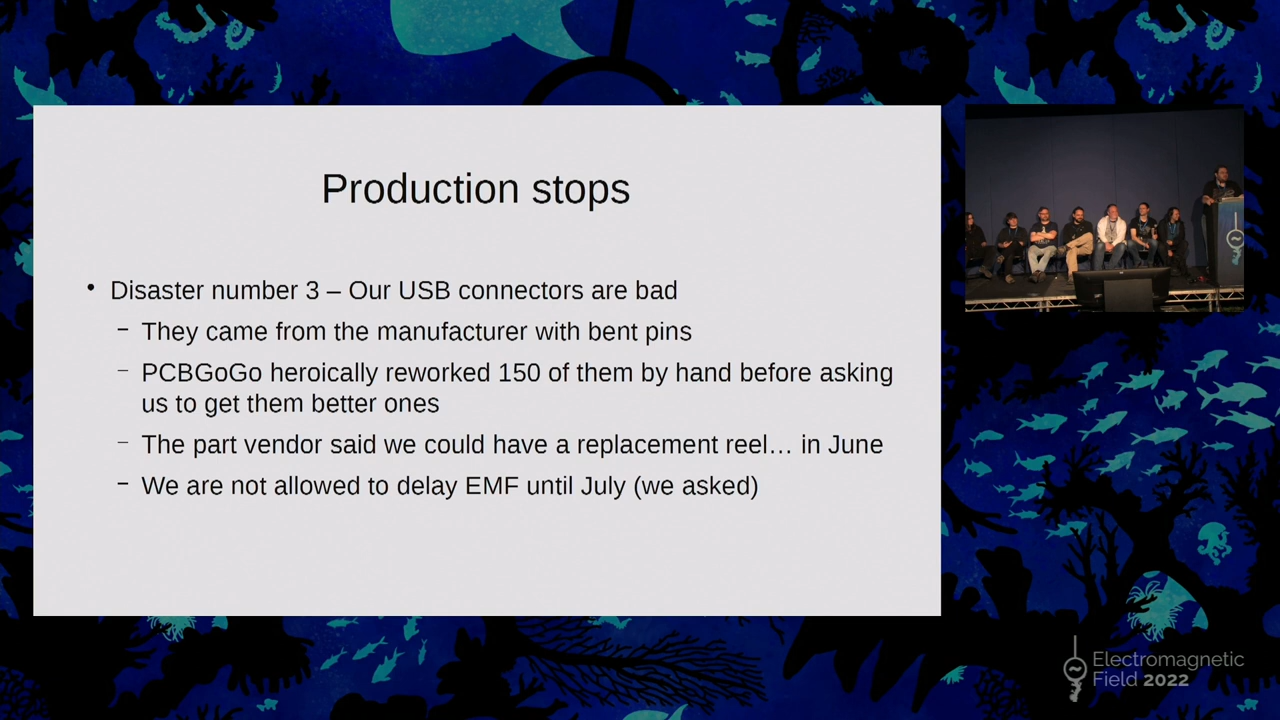 Production stops
• Disaster number 3 – Our USB connectors are bad
– They came from the manufacturer with bent pins
– PCBGoGo heroically reworked 150 of them by hand before asking
us to get them better ones
– The part vendor said we could have a replacement reel… in June
– We are not allowed to delay EMF until July (we asked)
Electromagnetic
Field 2022